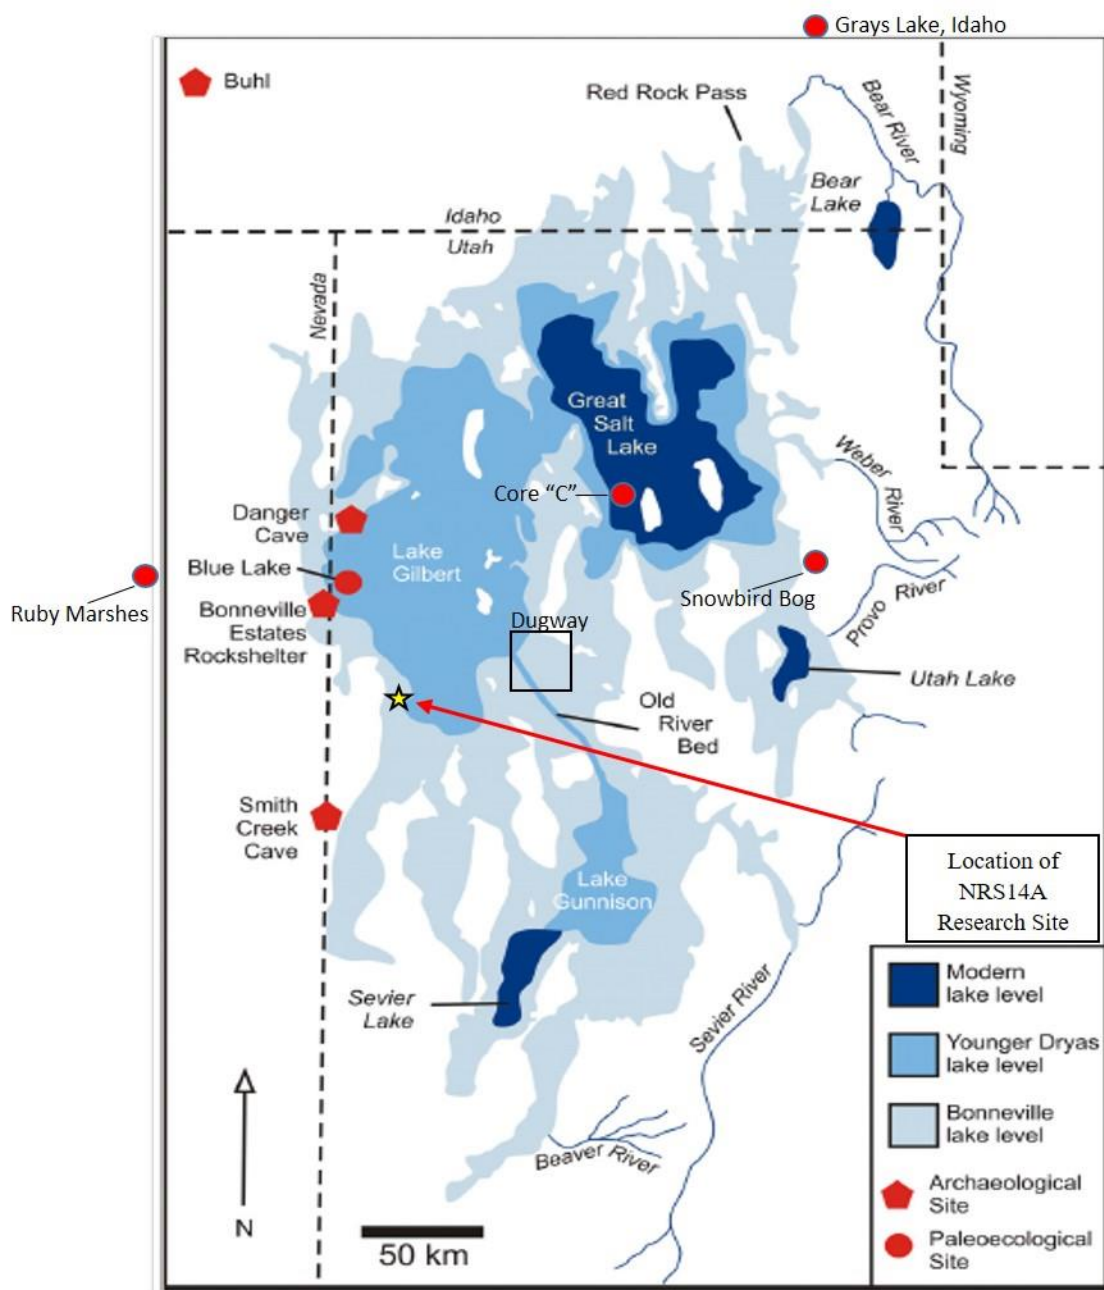 Grays Lake, Idaho
Buhl
Red Rock Pass
Bear River
Wyoming
Bear
Lake
Idaho
Utah
Nevada
Great
Salt
Lake
Weber
River
Core "C"
Danger
Cave
Lake
Gilbert
Blue Lake
Ruby Marshes
Bonneville
Estates
Rockshelter
Snowbird Bog
Provo River
Dugway
Utah Lake
Old
River
Bed
Smith
Creek
Cave
Location of
NRS14A
Research Site
Lake
Gunnison
Sevier
Lake
Sevier River
Beaver River
N
50 km
Modern
lake level
Younger Dryas
lake level
Bonneville
lake level
Archaeological
Site
Paleoecological
Site